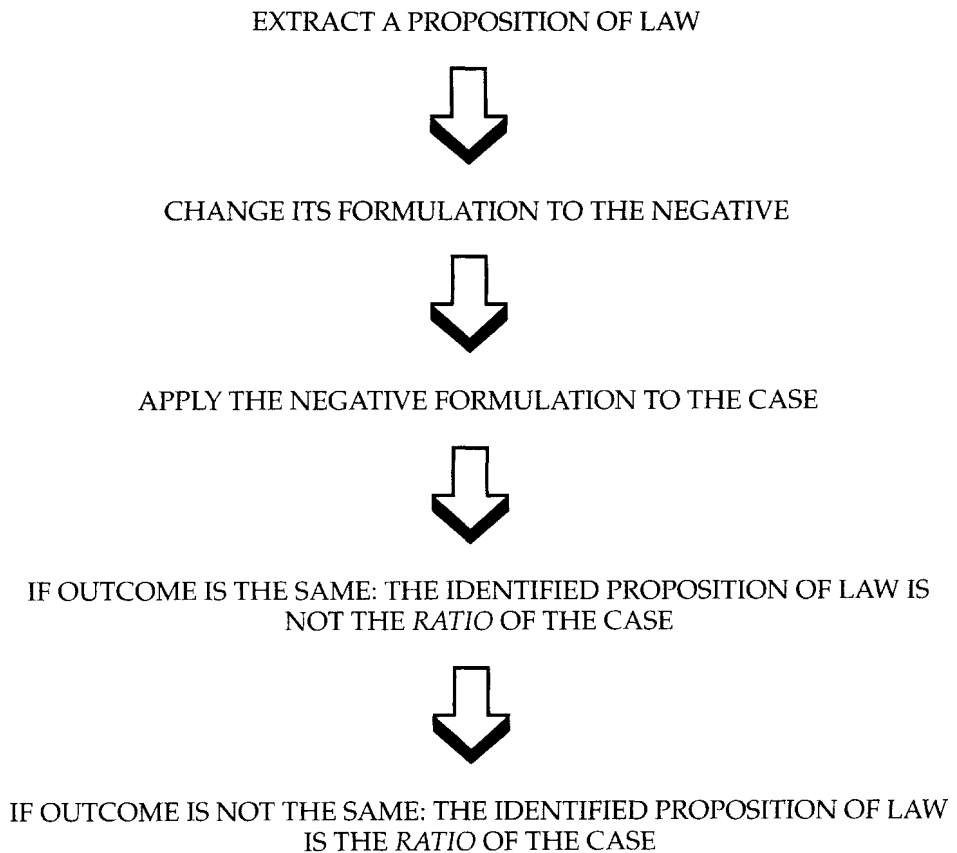 EXTRACT A PROPOSITION OF LAW
CHANGE ITS FORMULATION TO THE NEGATIVE
APPLY THE NEGATIVE FORMULATION TO THE CASE
IF OUTCOME IS THE SAME: THE IDENTIFIED PROPOSITION OF LAW IS
NOT THE RATIO OF THE CASE
IF OUTCOME IS NOT THE SAME: THE IDENTIFIED PROPOSITION OF LAW
IS THE RATIO OF THE CASE